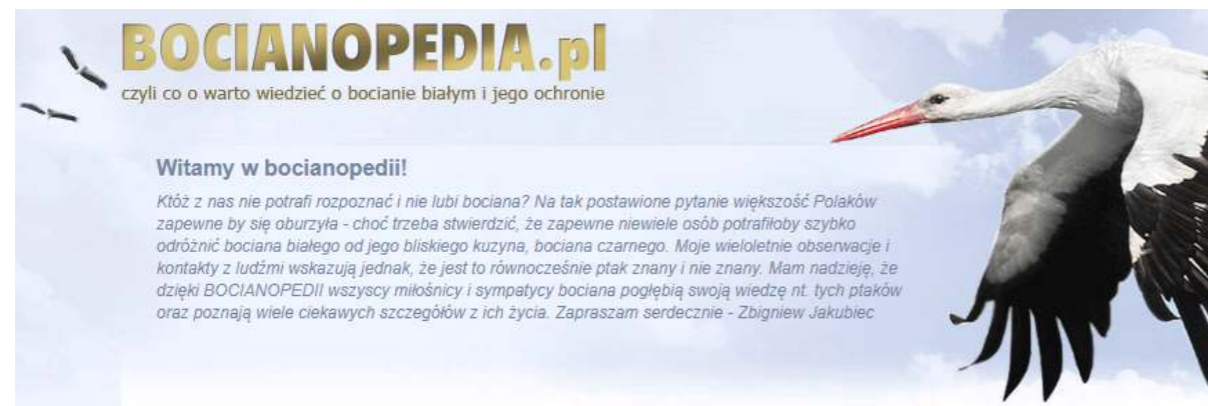 BOCIANOPEDIA.pl
czyli co o warto wiedzieć o bocianie białym i jego ochronie
Witamy w bocianopedii!
Któż z nas nie potrafi rozpoznać i nie lubi bociana? Na tak postawione pytanie większość Polaków
zapewne by się oburzyła - choć trzeba stwierdzić, że zapewne niewiele osób potrafiłoby szybko
odróżnić bociana białego od jego bliskiego kuzyna, bociana czarnego. Moje wieloletnie obserwacje i
kontakty z ludźmi wskazują jednak, że jest to równocześnie ptak znany i nie znany. Mam nadzieję, że
dzięki BOCIANOPEDII wszyscy miłośnicy i sympatycy bociana pogłębią swoją wiedzę nt. tych ptaków
oraz poznają wiele ciekawych szczegółów z ich życia. Zapraszam serdecznie - Zbigniew Jakubiec